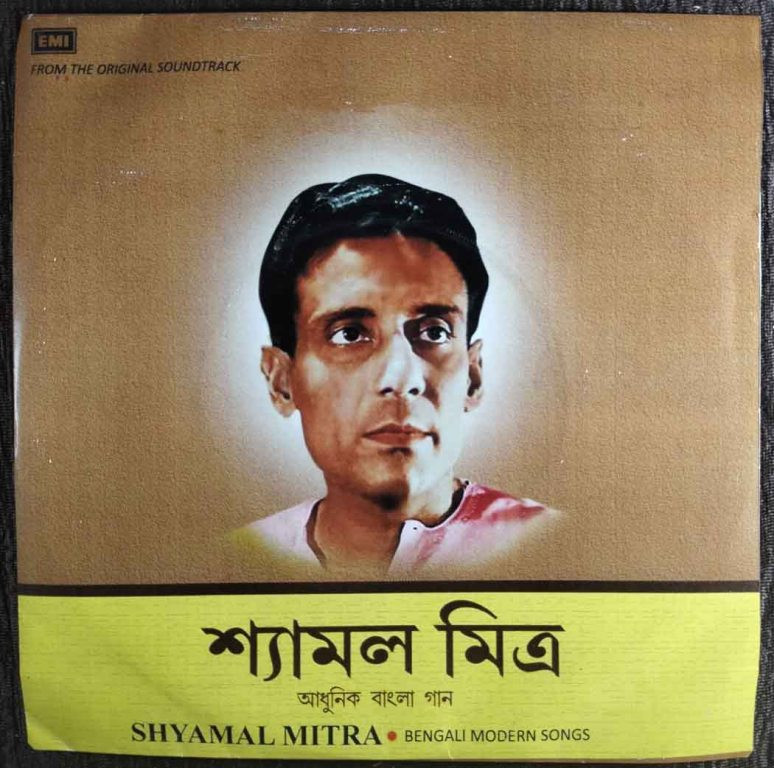 EMI
FROM THE ORIGINAL SOUNDTRACK
শ্যামল মিত্র
আধুনিক বাংলা গান
SHYAMAL MITRA • BENGALI MODERN SONGS